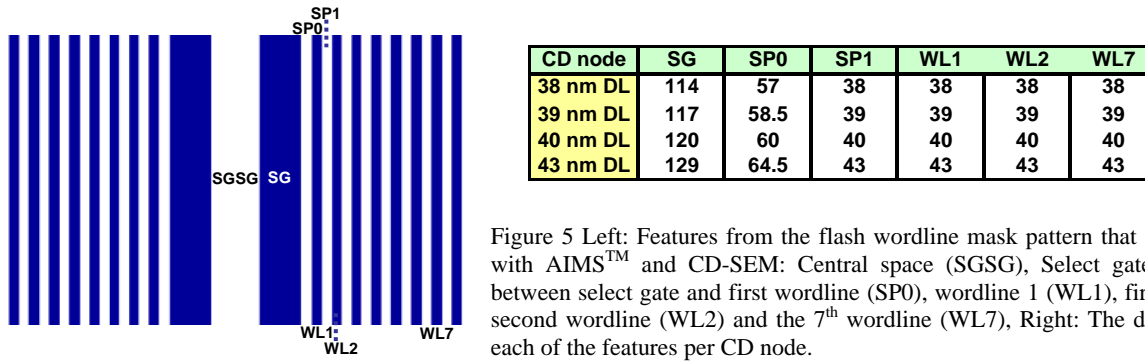 SP1
SP0
SGSG SG
WL1 WL7
WL2
CD node SG SP0 SP1 WL1 WL2 WL7
38 nm DL 114 57 38 38 38 38
39 nm DL 117 58.5 39 39 39 39
40 nm DL 120 60 40 40 40 40
43 nm DL 129 64.5 43 43 43 43
Figure 5 Left: Features from the flash wordline mask pattern that
with AIMS™ and CD-SEM: Central space (SGSG), Select gate
between select gate and first wordline (SP0), wordline 1 (WL1),
second wordline (WL2) and the 7th wordline (WL7), Right: The
each of the features per CD node.